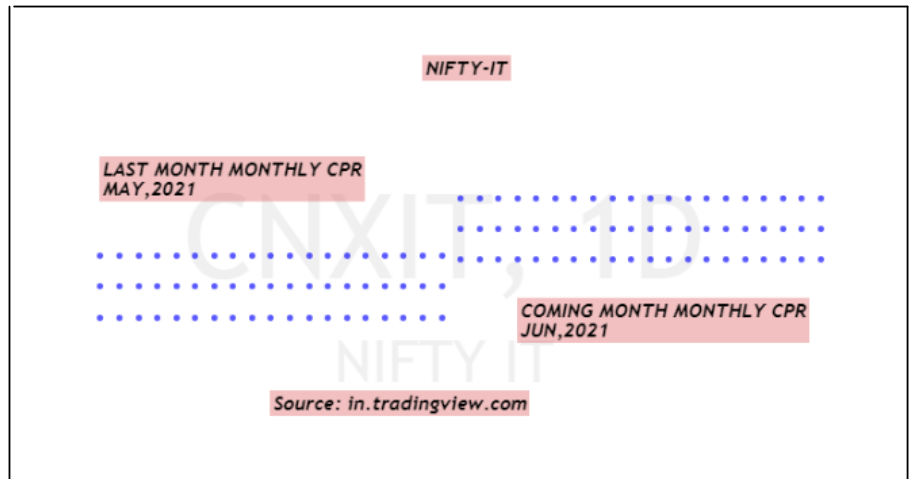 NIFTY-IT
LAST MONTH MONTHLY CPR
MAY,2021
CNXIT, 1D
COMING MONTH MONTHLY CPR
JUN,2021
NIFTY IT
Source: in.tradingview.com